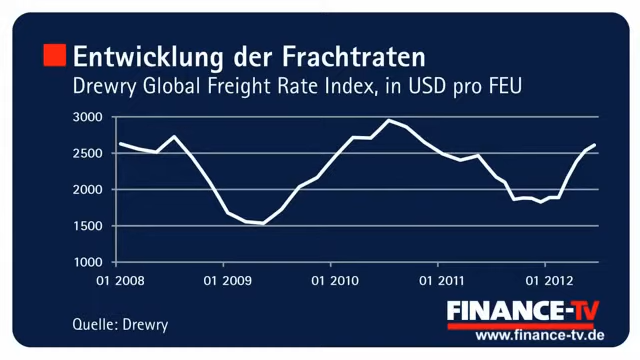 Entwicklung der Frachtraten
Drewry Global Freight Rate Index, in USD pro FEU
3000
2500
2000
1500
1000
01 2008 01 2009 01 2010 01 2011 01 2012
Quelle: Drewry
FINANCE-TV
www.finance-tv.de